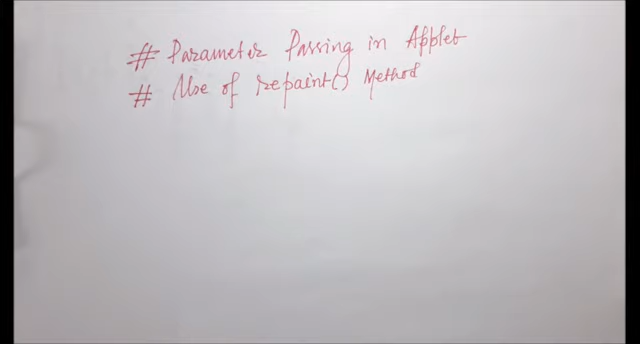 # Parameter Passing in Applet
# Use of repaint() Method